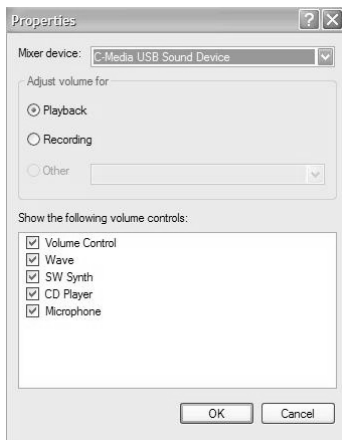 Properties
Mixer device: C-Media USB Sound Device
Adjust volume for
Playback
Recording
Other
Show the following volume controls:
Volume Control
Wave
SW Synth
CD Player
Microphone
OK Cancel